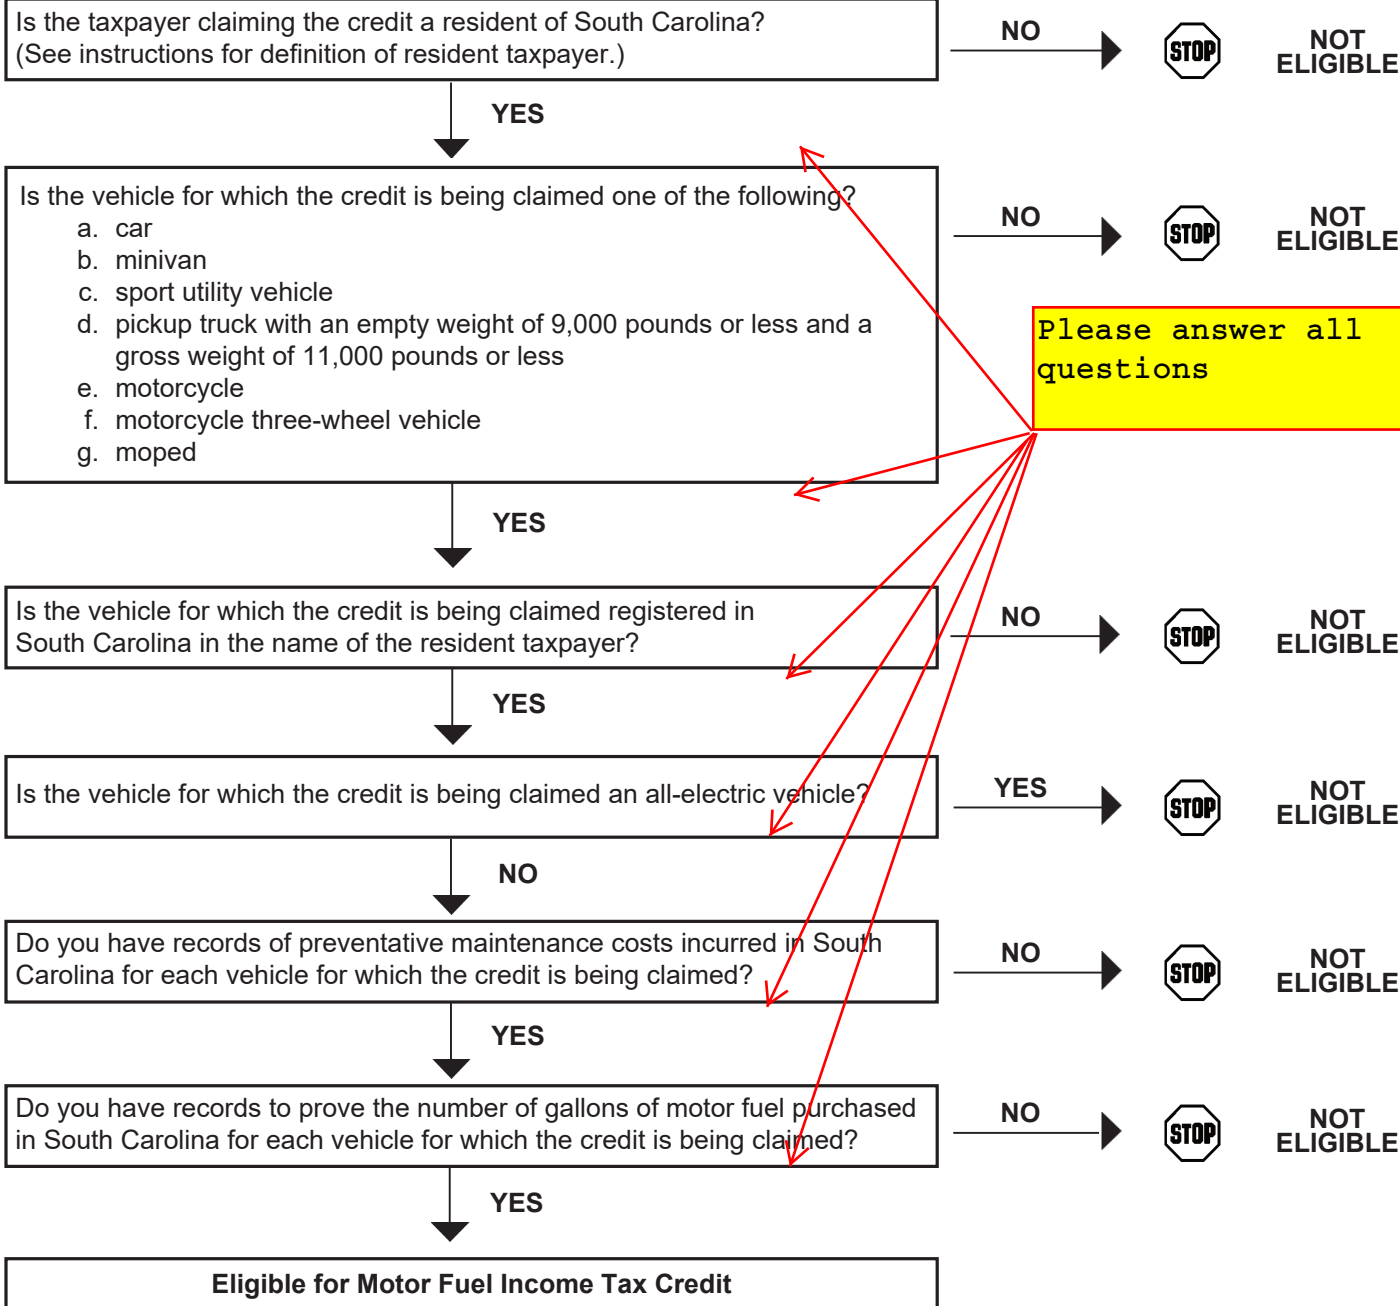 Is the taxpayer claiming the credit a resident of South Carolina?
(See instructions for definition of resident taxpayer.)
NO
STOP
NOT
ELIGIBLE
YES
Is the vehicle for which the credit is being claimed one of the following?
a. car
b. minivan
c. sport utility vehicle
d. pickup truck with an empty weight of 9,000 pounds or less and a
gross weight of 11,000 pounds or less
e. motorcycle
f. motorcycle three-wheel vehicle
g. moped
NO
STOP
NOT
ELIGIBLE
Please answer all
questions
YES
Is the vehicle for which the credit is being claimed registered in
South Carolina in the name of the resident taxpayer?
NO
STOP
NOT
ELIGIBLE
YES
Is the vehicle for which the credit is being claimed an all-electric vehicle?
YES
STOP
NOT
ELIGIBLE
NO
Do you have records of preventative maintenance costs incurred in South
Carolina for each vehicle for which the credit is being claimed?
NO
STOP
NOT
ELIGIBLE
YES
Do you have records to prove the number of gallons of motor fuel purchased
in South Carolina for each vehicle for which the credit is being claimed?
NO
STOP
NOT
ELIGIBLE
YES
Eligible for Motor Fuel Income Tax Credit